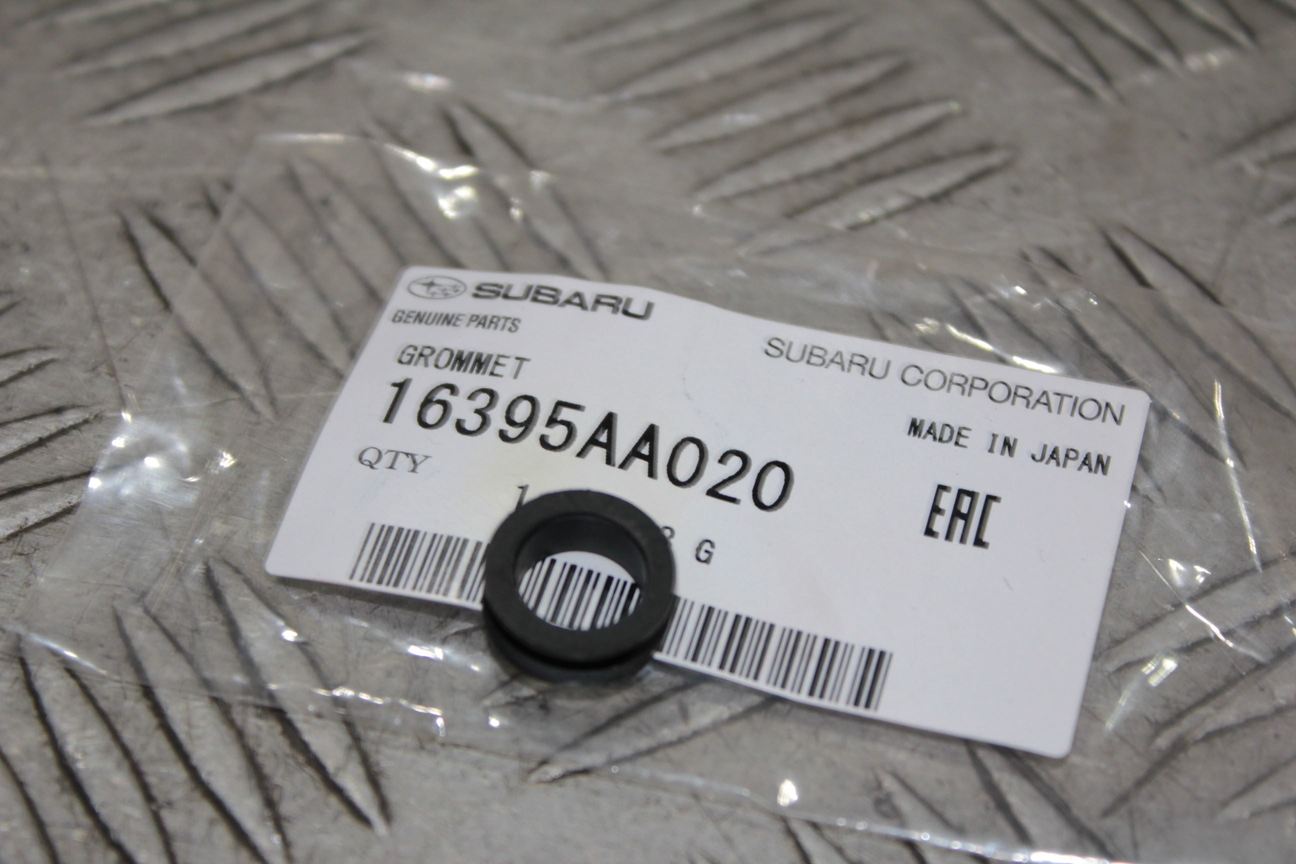 SUBARU
GENUINE PARTS
SUBARU CORPORATION
GROMMET
MADE IN JAPAN
16395AA020
QTY
EAC
G